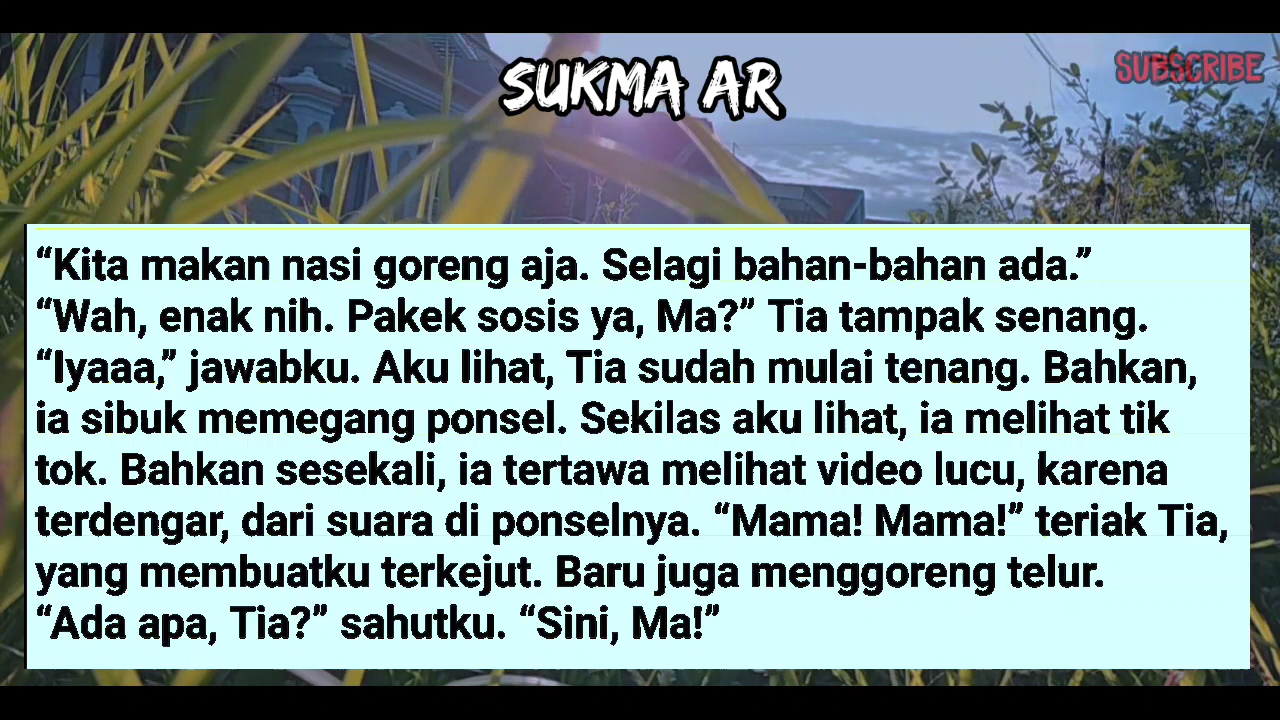 SUKMA AR
SUBSCRIBE
“Kita makan nasi goreng aja. Selagi bahan-bahan ada.”
“Wah, enak nih. Pakek sosis ya, Ma?” Tia tampak senang.
“Iyaaa,” jawabku. Aku lihat, Tia sudah mulai tenang. Bahkan,
ia sibuk memegang ponsel. Sekilas aku lihat, ia melihat tik
tok. Bahkan sesekali, ia tertawa melihat video lucu, karena
terdengar, dari suara di ponselnya. “Mama! Mama!” teriak Tia,
yang membuatku terkejut. Baru juga menggoreng telur.
“Ada apa, Tia?” sahutku. “Sini, Ma!”